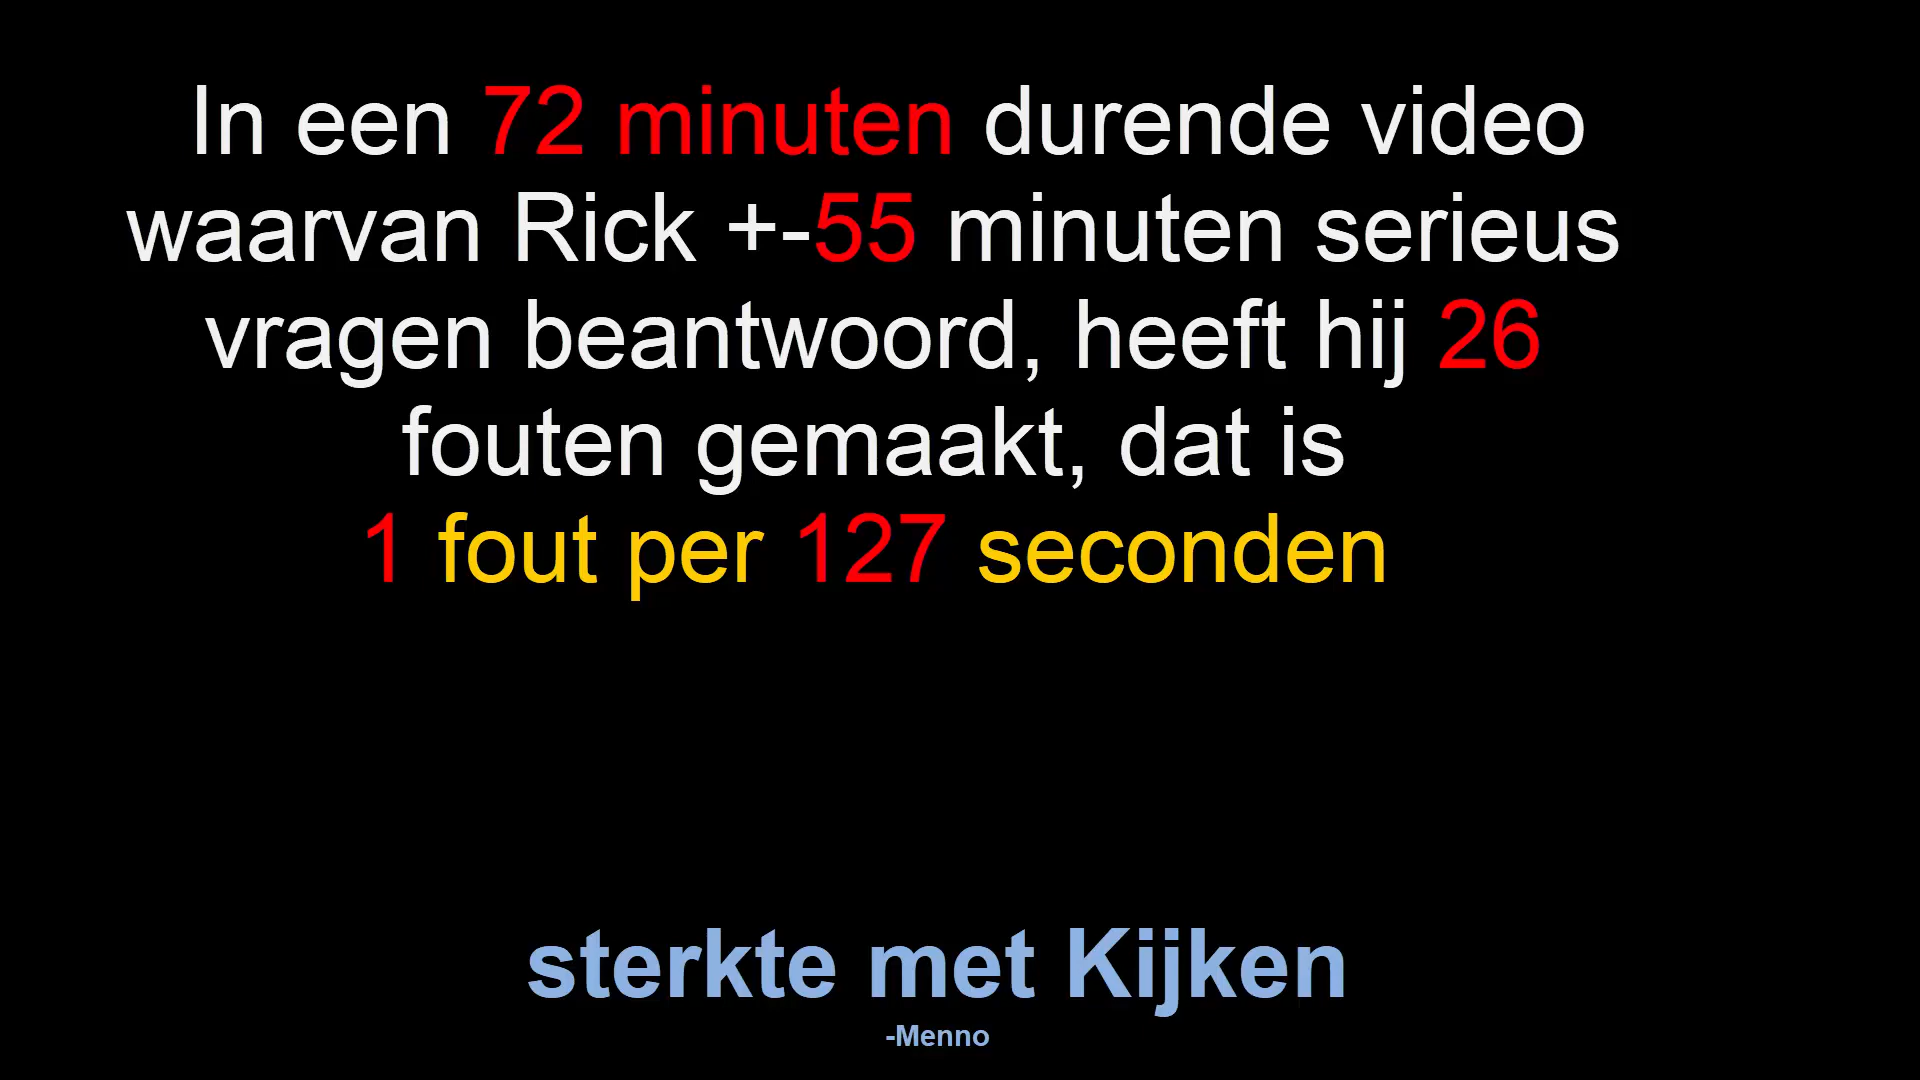 In een 72 minuten durende video
waarvan Rick +-55 minuten serieus
vragen beantwoord, heeft hij 26
fouten gemaakt, dat is
1 fout per 127 seconden
sterkte met Kijken
-Menno